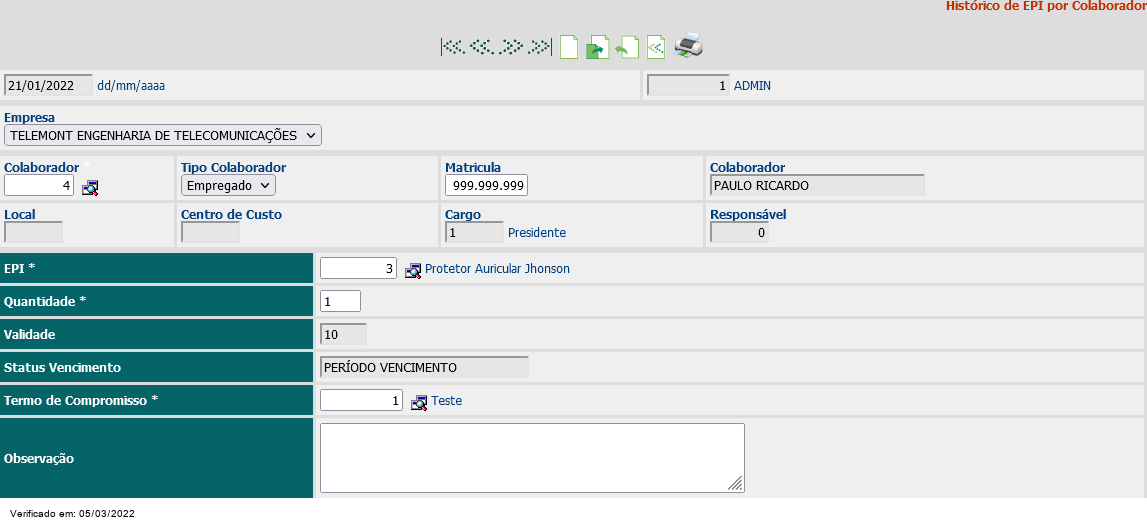 Histórico de EPI por Colaborador
21/01/2022 dd/mm/aaaa 1 ADMIN
Empresa
TELEMONT ENGENHARIA DE TELECOMUNICAÇÕES
Colaborador * Tipo Colaborador Matricula Colaborador
4 Empregado 999.999.999 PAULO RICARDO
Local Centro de Custo Cargo Responsável
1 Presidente 0
EPI * 3 Protetor Auricular Jhonson
Quantidade * 1
Validade 10
Status Vencimento PERÍODO VENCIMENTO
Termo de Compromisso * 1 Teste
Observação
Verificado em: 05/03/2022